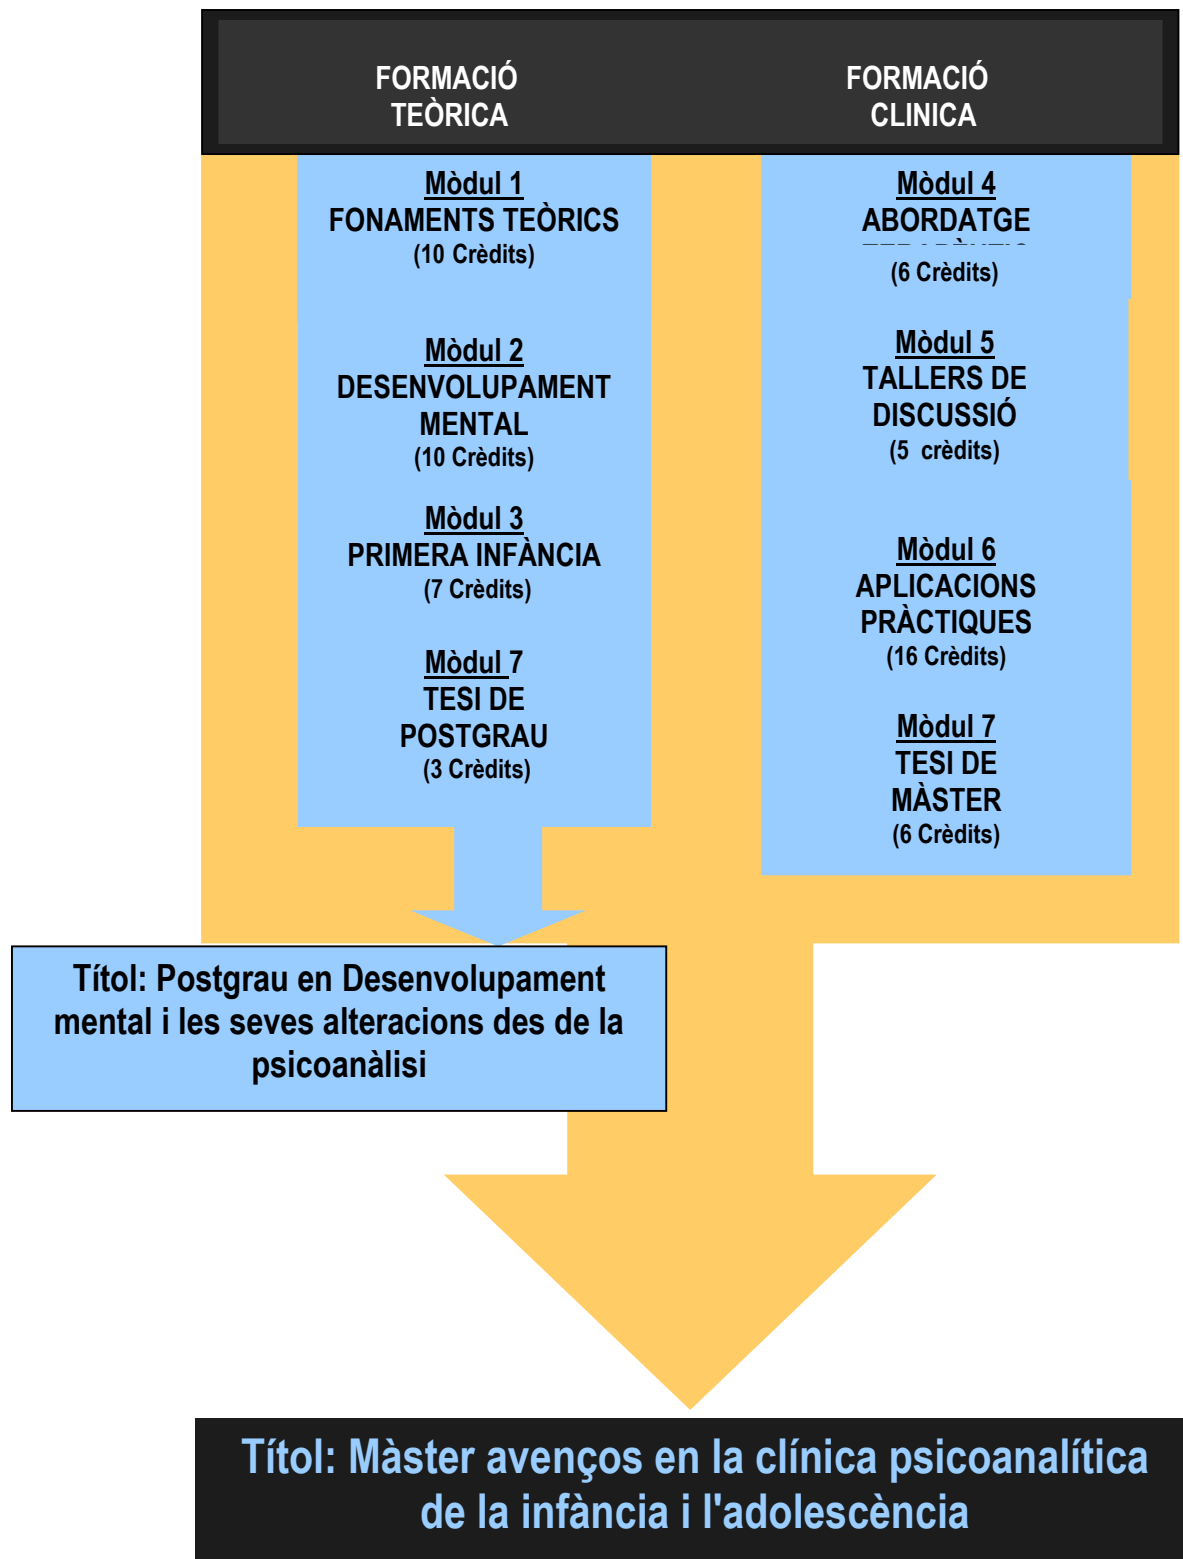 FORMACIÓ
TEÒRICA
FORMACIÓ
CLINICA
Mòdul 1
FONAMENTS TEÒRICS
(10 Crèdits)
Mòdul 2
DESENVOLUPAMENT
MENTAL
(10 Crèdits)
Mòdul 3
PRIMERA INFÀNCIA
(7 Crèdits)
Mòdul 7
TESI DE
POSTGRAU
(3 Crèdits)
Mòdul 4
ABORDATGE
(6 Crèdits)
Mòdul 5
TALLERS DE
DISCUSSIÓ
(5 crèdits)
Mòdul 6
APLICACIONS
PRÀCTIQUES
(16 Crèdits)
Mòdul 7
TESI DE
MÀSTER
(6 Crèdits)
Títol: Postgrau en Desenvolupament
mental i les seves alteracions des de la
psicoanàlisi
Títol: Màster avenços en la clínica psicoanalítica
de la infància i l'adolescència